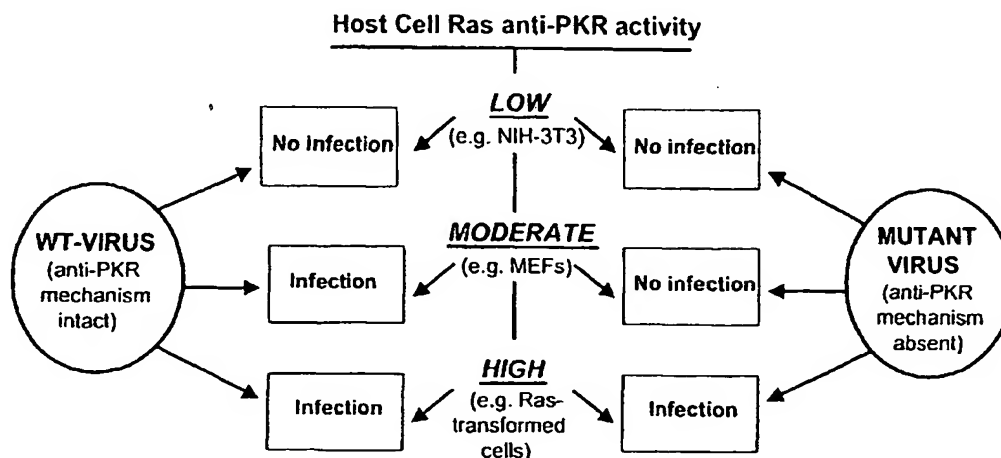 Host Cell Ras anti-PKR activity
LOW
(e.g. NIH-3T3)
No Infection
No infection
WT-VIRUS
(anti-PKR
mechanism
intact)
MODERATE
(e.g. MEFs)
Infection
No infection
MUTANT
VIRUS
(anti-PKR
mechanism
absent)
HIGH
(e.g. Ras-
transformed
cells)
Infection
Infection